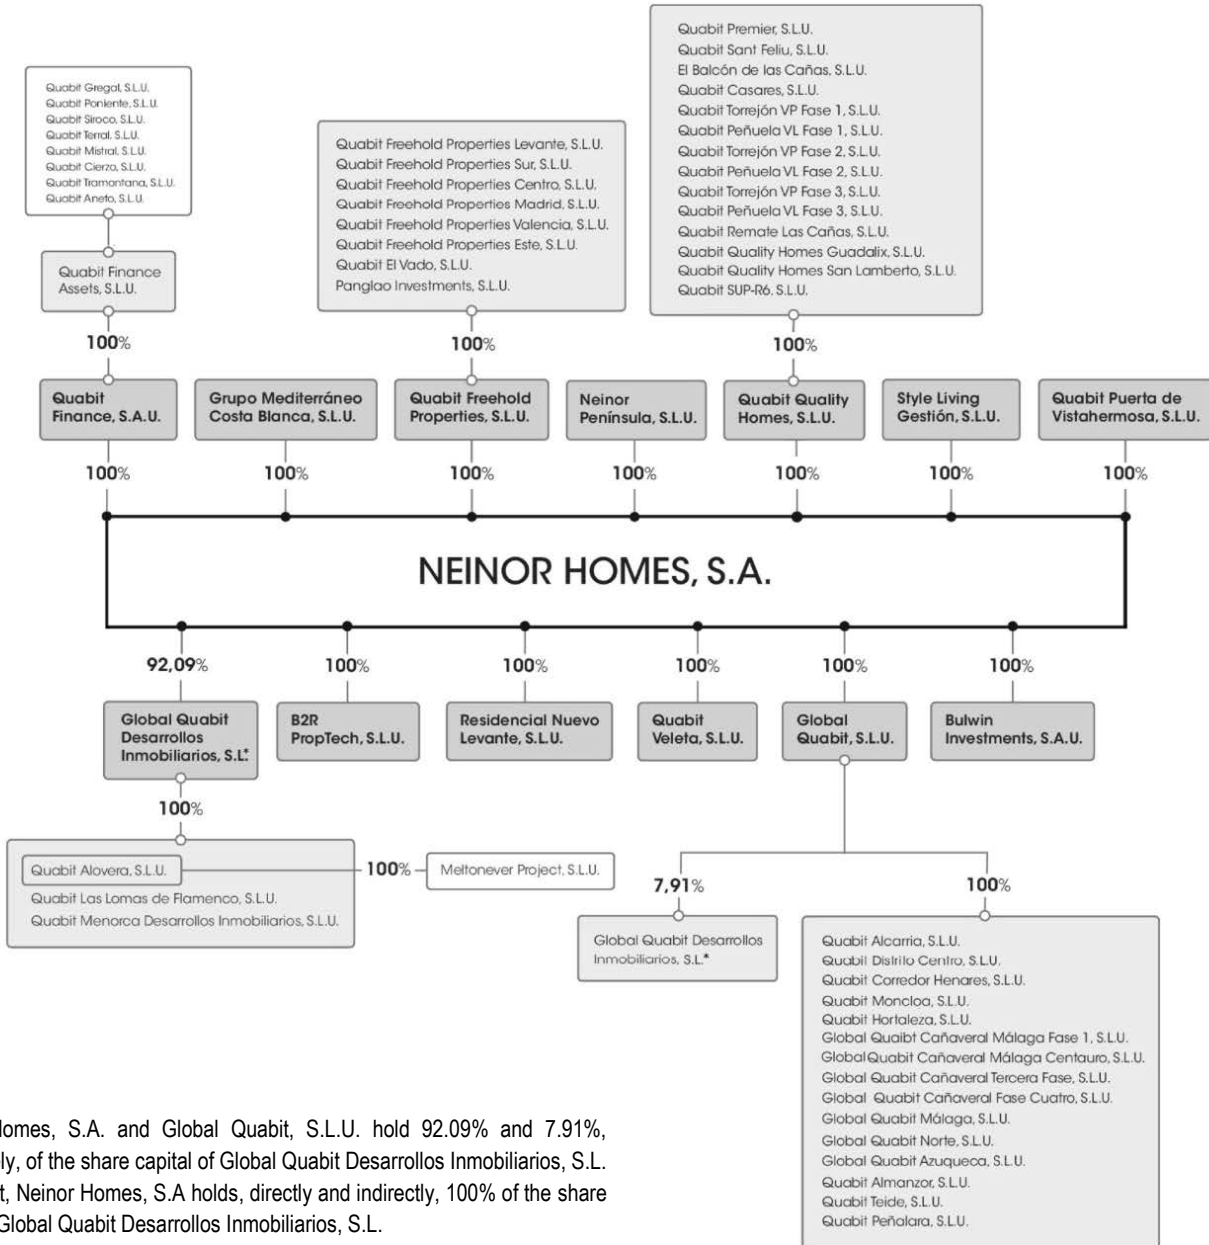 Quabit Premier, S.L.U.
Quabit Sant Feliu, S.L.U.
El Balcón de las Cañas, S.L.U.
Quabit Casares, S.L.U.
Quabit Torrejón VP Fase 1, S.L.U.
Quabit Peñuela VL Fase 1, S.L.U.
Quabit Torrejón VP Fase 2, S.L.U.
Quabit Peñuela VL Fase 2, S.L.U.
Quabit Torrejón VP Fase 3, S.L.U.
Quabit Peñuela VL Fase 3, S.L.U.
Quabit Remate Las Cañas, S.L.U.
Quabit Quality Homes Guadalix, S.L.U.
Quabit Quality Homes San Lamberto, S.L.U.
Quabit SUP-R6, S.L.U.
Quabit Gregal, S.L.U.
Quabit Poniente, S.L.U.
Quabit Siroco, S.L.U.
Quabit Terral, S.L.U.
Quabit Mistral, S.L.U.
Quabit Cierzo, S.L.U.
Quabit Tramontana, S.L.U.
Quabit Aneto, S.L.U.
Quabit Freehold Properties Levante, S.L.U.
Quabit Freehold Properties Sur, S.L.U.
Quabit Freehold Properties Centro, S.L.U.
Quabit Freehold Properties Madrid, S.L.U.
Quabit Freehold Properties Valencia, S.L.U.
Quabit Freehold Properties Este, S.L.U.
Quabit El Vado, S.L.U.
Panglao Investments, S.L.U.
Quabit Finance
Assets, S.L.U.
100%
100%
100%
Quabit
Finance, S.A.U.
Grupo Mediterráneo
Costa Blanca, S.L.U.
Quabit Freehold
Properties, S.L.U.
Neinor
Península, S.L.U.
Quabit Quality
Homes, S.L.U.
Style Living
Gestión, S.L.U.
Quabit Puerta de
Vistahermosa, S.L.U.
100%
100%
100%
100%
100%
100%
100%
NEINOR HOMES, S.A.
92,09%
100%
100%
100%
100%
100%
Global Quabit
Desarrollos
Inmobiliarios, S.L.*
B2R
PropTech, S.L.U.
Residencial Nuevo
Levante, S.L.U.
Quabit
Veleta, S.L.U.
Global
Quabit, S.L.U.
Bulwin
Investments, S.A.U.
100%
Quabit Alovera, S.L.U.
Quabit Las Lomas de Flamenco, S.L.U.
Quabit Menorca Desarrollos Inmobiliarios, S.L.U.
100%
Meltonever Project, S.L.U.
7,91%
100%
Global Quabit Desarrollos
Inmobiliarios, S.L.*
Quabit Alcarria, S.L.U.
Quabit Distrito Centro, S.L.U.
Quabit Corredor Henares, S.L.U.
Quabit Moncloa, S.L.U.
Quabit Hortaleza, S.L.U.
Global Quaibt Cañaveral Málaga Fase 1, S.L.U.
Global Quabit Cañaveral Málaga Centauro, S.L.U.
Global Quabit Cañaveral Tercera Fase, S.L.U.
Global Quabit Cañaveral Fase Cuatro, S.L.U.
Global Quabit Málaga, S.L.U.
Global Quabit Norte, S.L.U.
Global Quabit Azuqueca, S.L.U.
Quabit Almanzor, S.L.U.
Quabit Teide, S.L.U.
Quabit Peñalara, S.L.U.
omes, S.A. and Global Quabit, S.L.U. hold 92.09% and 7.91%,
ly, of the share capital of Global Quabit Desarrollos Inmobiliarios, S.L.
t, Neinor Homes, S.A holds, directly and indirectly, 100% of the share
Global Quabit Desarrollos Inmobiliarios, S.L.